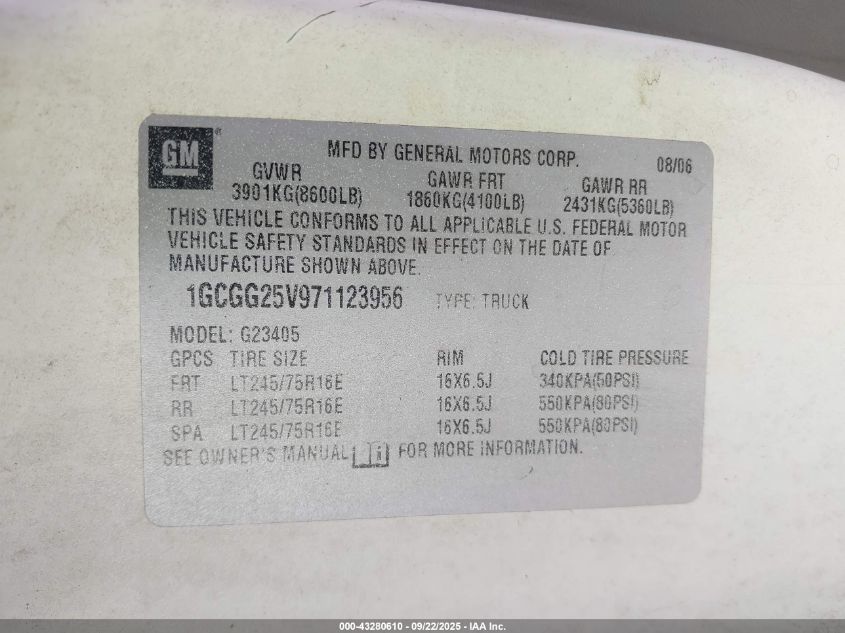 GM
MFD BY GENERAL MOTORS CORP. 08/06
GVWR GAWR FRT GAWR RR
3901KG(8600LB) 1860KG(4100LB) 2431KG(5360LB)
THIS VEHICLE CONFORMS TO ALL APPLICABLE U.S. FEDERAL MOTOR
VEHICLE SAFETY STANDARDS IN EFFECT ON THE DATE OF
MANUFACTURE SHOWN ABOVE.
1GCGG25V971123956 TYPE: TRUCK
MODEL: G23405
GPCS TIRE SIZE RIM COLD TIRE PRESSURE
FRT LT245/75R16E 16X6.5J 340KPA(50PSI)
RR LT245/75R16E 16X6.5J 550KPA(80PSI)
SPA LT245/75R16E 16X6.5J 550KPA(80PSI)
SEE OWNER'S MANUAL i FOR MORE INFORMATION.
000-43280610 - 09/22/2025 - IAA Inc.